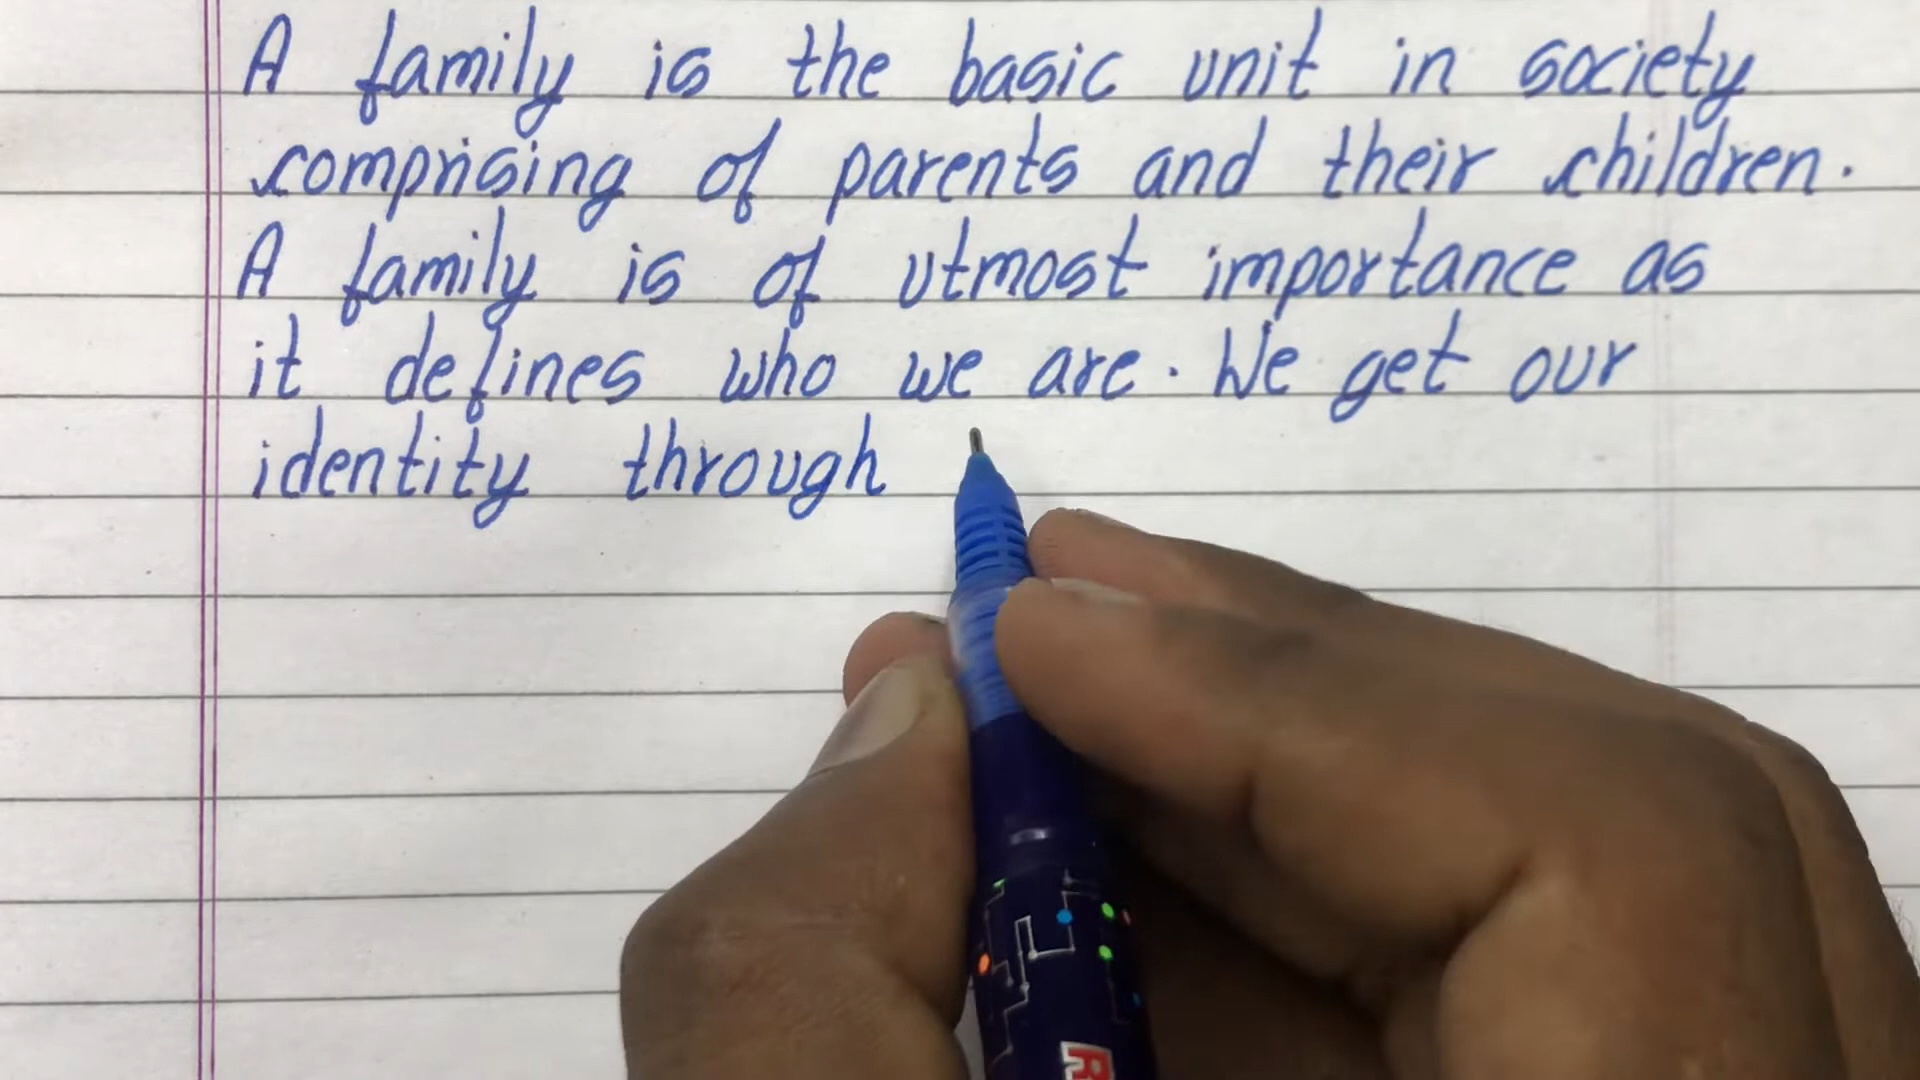 A family is the basic unit in society
comprising of parents and their children.
A family is of utmost importance as
it defines who we are. We get our
identity through
R